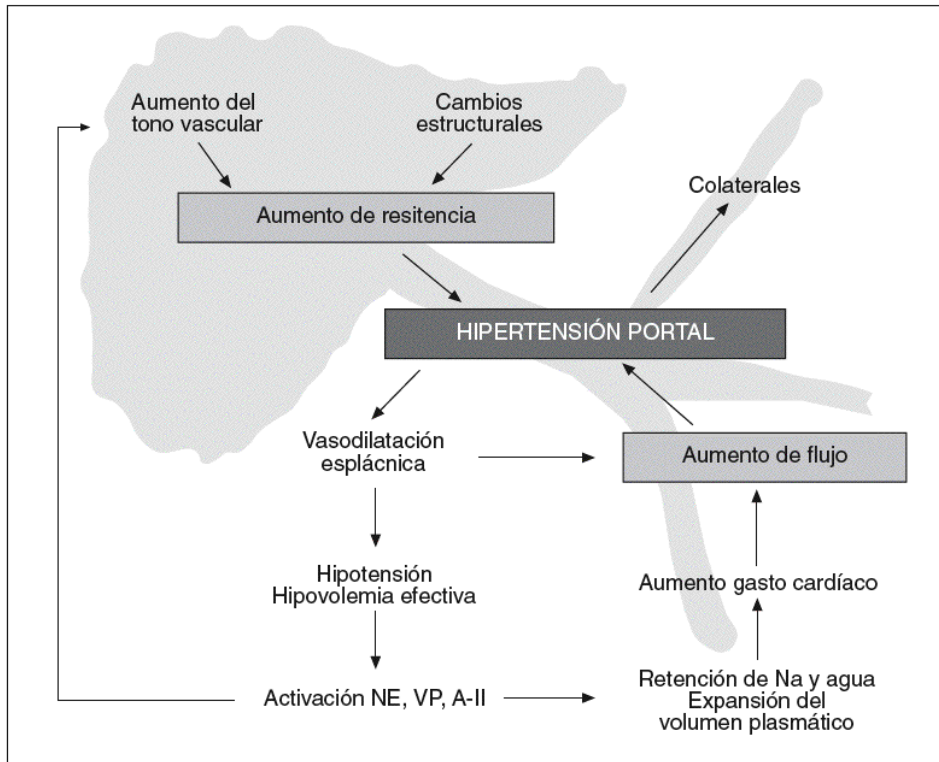 Aumento del
tono vascular
Cambios
estructurales
Colaterales
Aumento de resitencia
HIPERTENSIÓN PORTAL
Vasodilatación
esplácnica
Aumento de flujo
Hipotensión
Hipovolemia efectiva
Aumento gasto cardíaco
Activación NE, VP, A-II
Retención de Na y agua
Expansión del
volumen plasmático